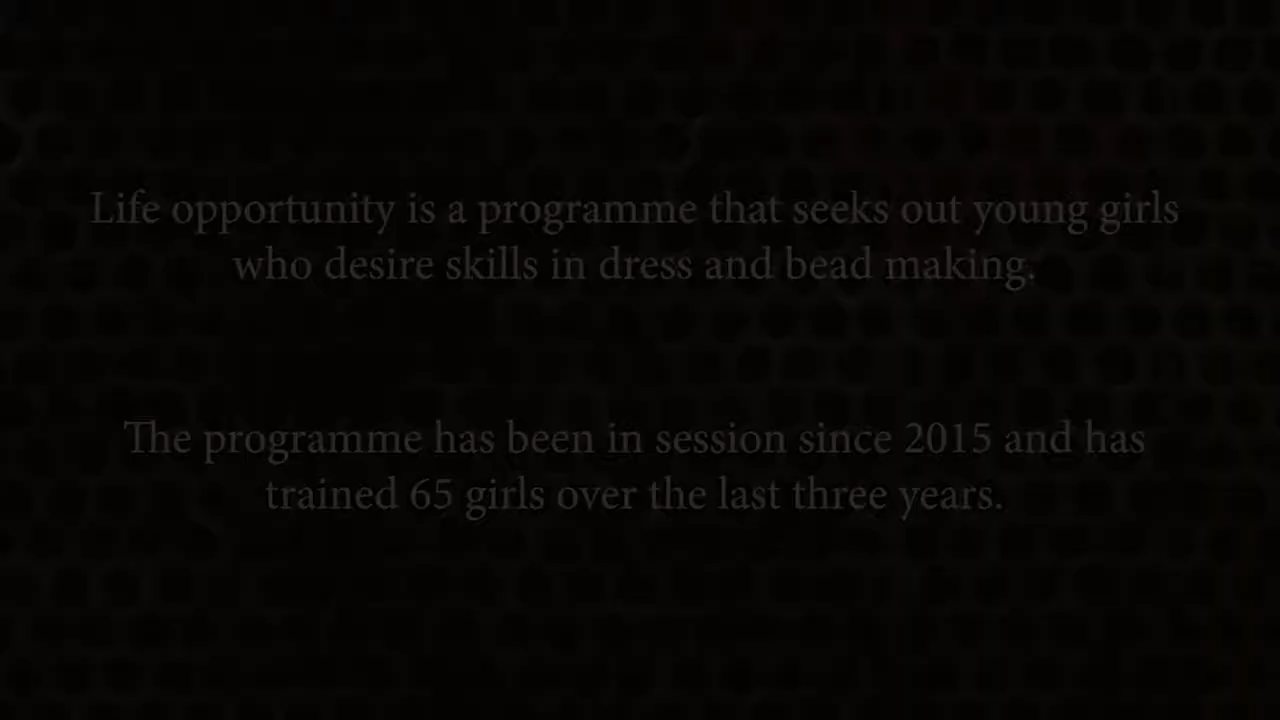 Life opportunity is a programme that seeks out young girls
who desire skills in dress and bead making.
The programme has been in session since 2015 and has
trained 65 girls over the last three years.